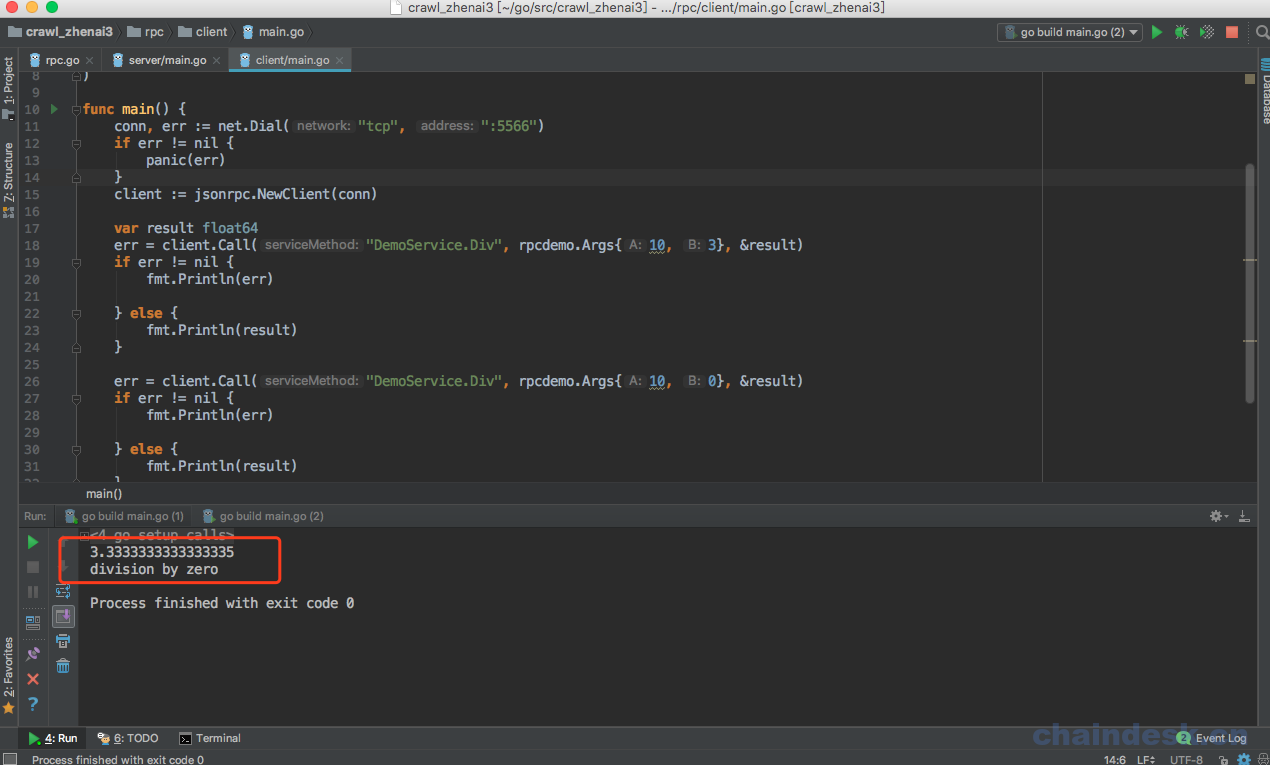 crawl_zhenai3 [~/go/src/crawl_zhenai3] - .../rpc/client/main.go [crawl_zhenai3]
crawl_zhenai3 rpc client main.go go build main.go (2)
rpc.go server/main.go client/main.go
1: Project
Z: Structure
2: Favorites
Database
8 )
9
10 func main() {
11 conn, err := net.Dial( network: "tcp", address: ":5566")
12 if err != nil {
13 panic(err)
14 }
15 client := jsonrpc.NewClient(conn)
16
17 var result float64
18 err = client.Call( serviceMethod: "DemoService.Div", rpcdemo.Args{ A: 10, B: 3}, &result)
19 if err != nil {
20 fmt.Println(err)
21
22 } else {
23 fmt.Println(result)
24 }
25
26 err = client.Call( serviceMethod: "DemoService.Div", rpcdemo.Args{ A: 10, B: 0}, &result)
27 if err != nil {
28 fmt.Println(err)
29
30 } else {
31 fmt.Println(result)
main()
Run: go build main.go (1) go build main.go (2)
<4 go setup calls>
3.3333333333333335
division by zero
Process finished with exit code 0
4: Run 6: TODO Terminal 2 Event Log
Process finished with exit code 0 14:6 LF UTF-8